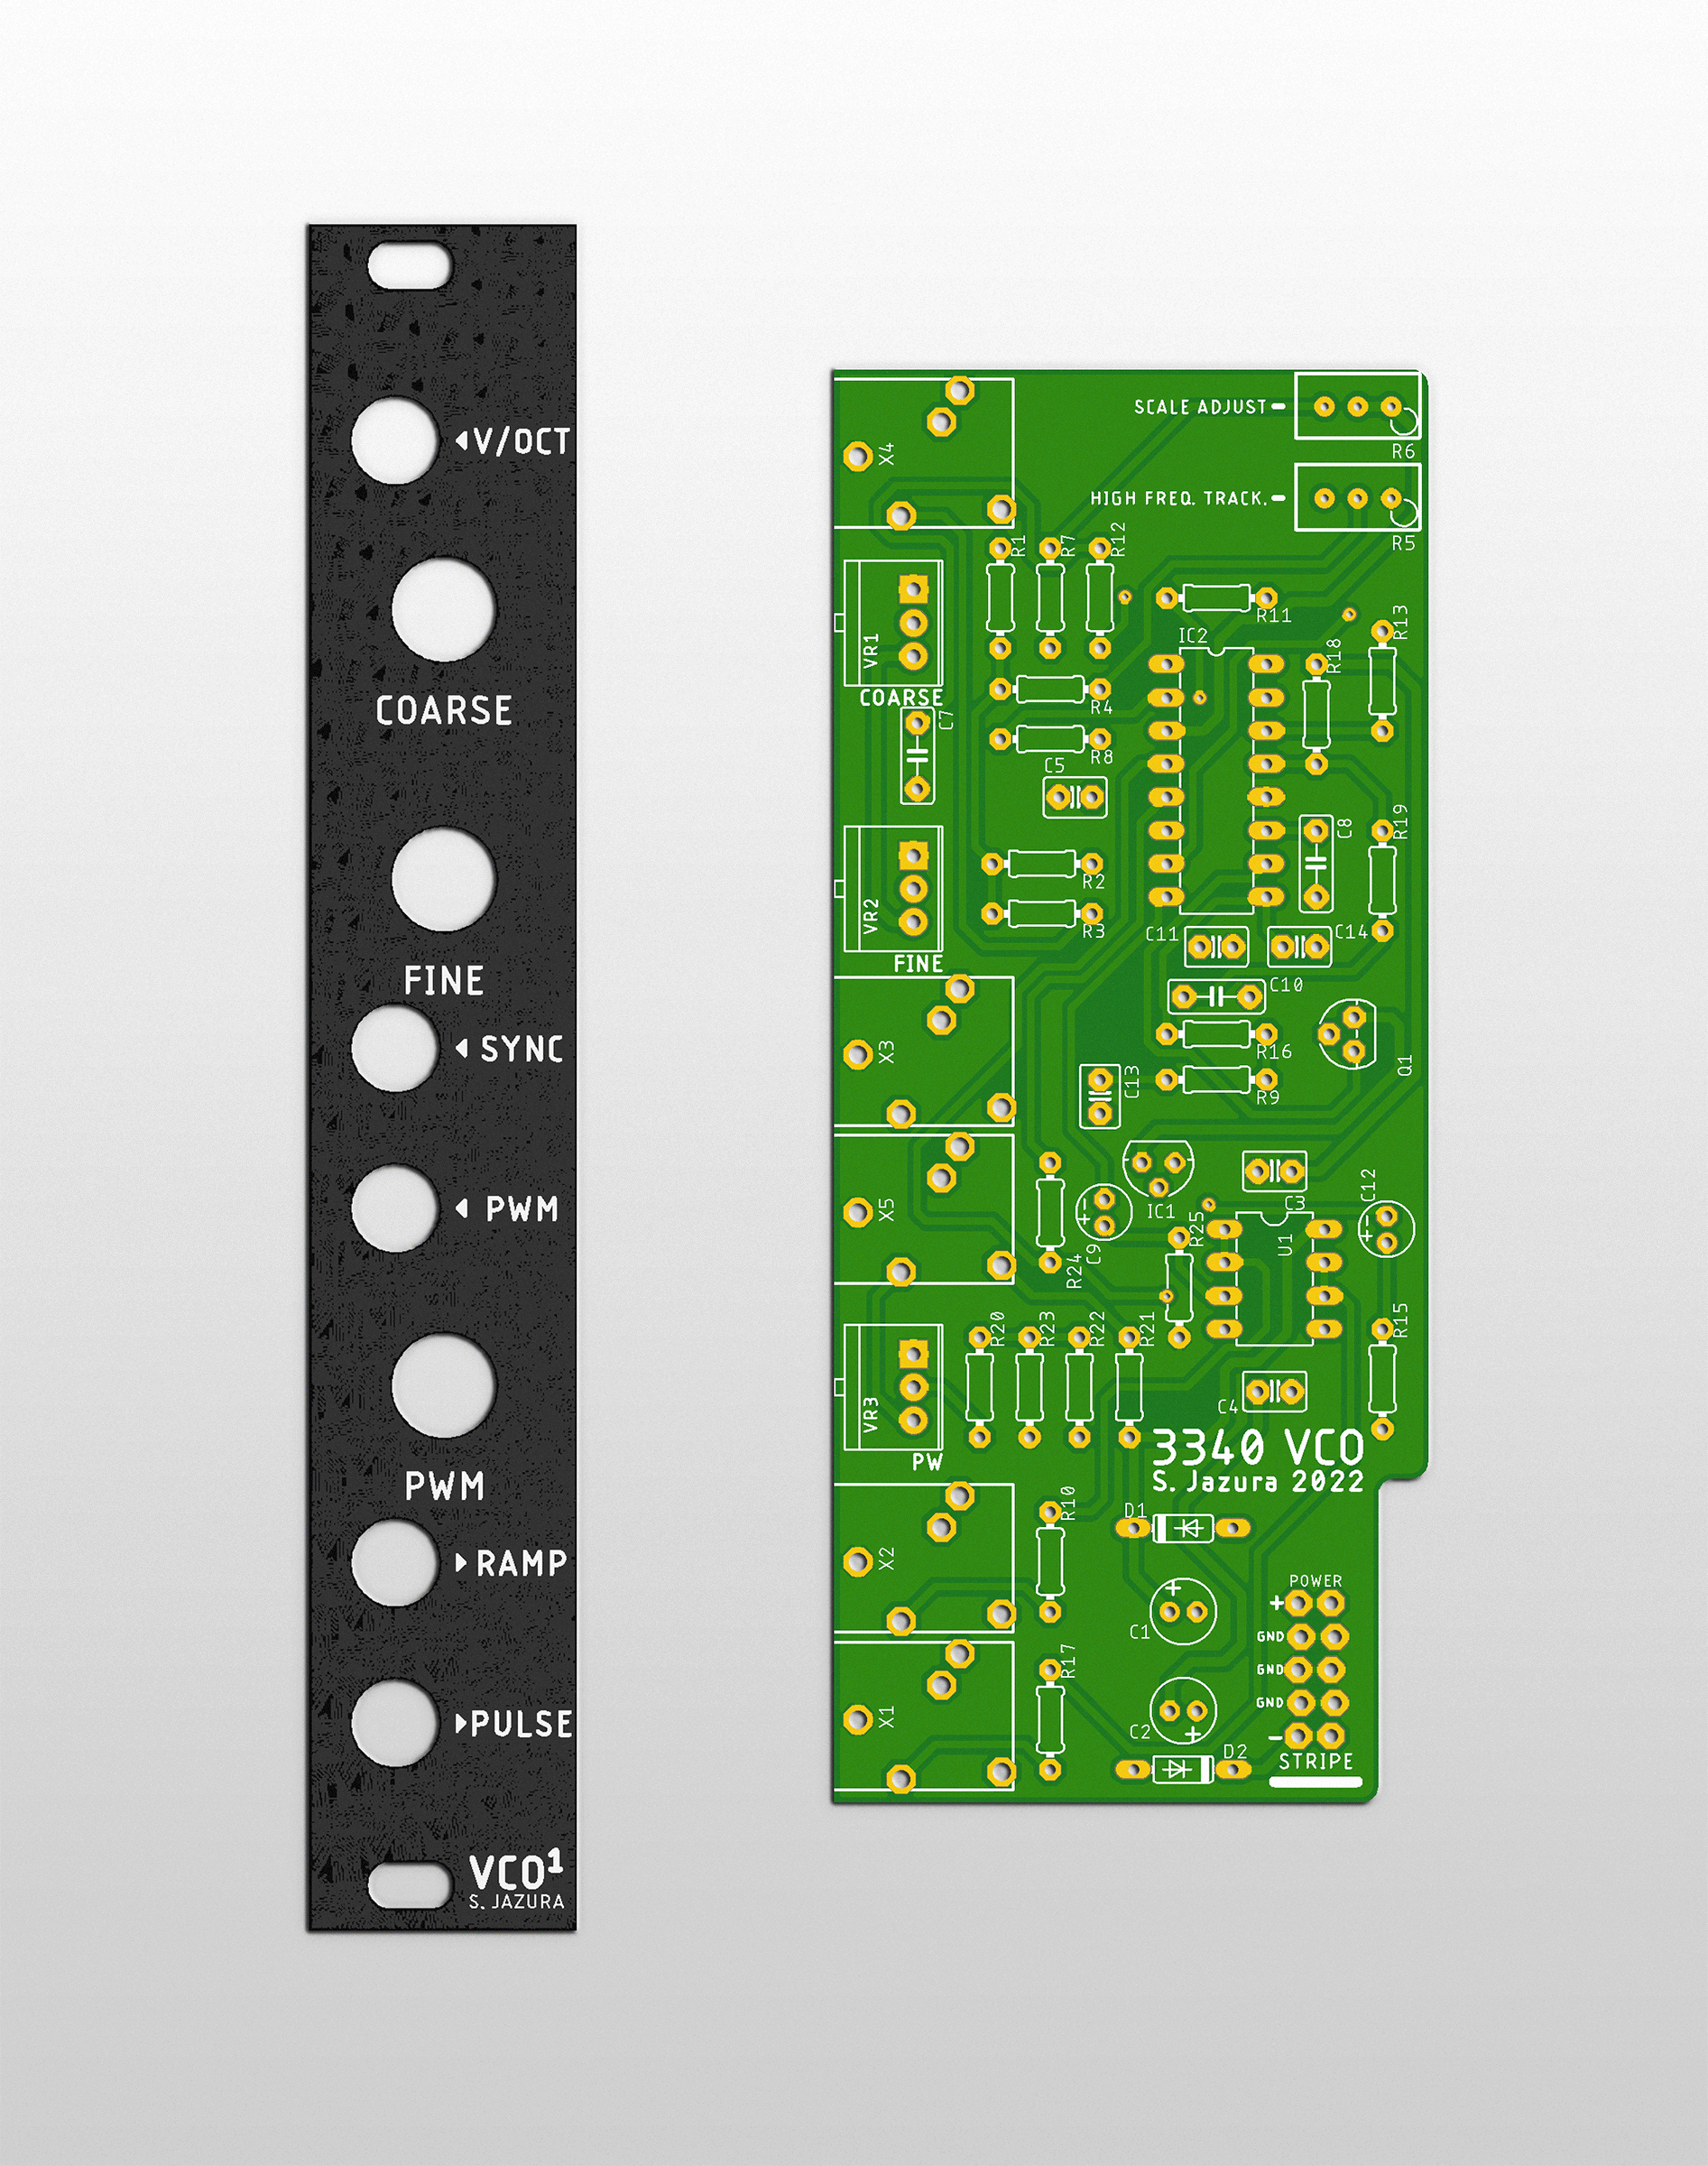 V/OCT
COARSE
FINE
SYNC
PWM
PWM
RAMP
PULSE
VCO¹
S. JAZURA
SCALE ADJUST
R6
X4
HIGH FREQ. TRACK.
R5
R1
R7
R12
R11
R13
IC2
VR1
R18
COARSE
R4
C7
R8
C5
C8
R19
R2
VR2
R3
C11
C14
FINE
C10
X3
R16
Q1
C13
R9
C12
C3
X5
IC1
R25
U1
C9
R24
R20
R23
R22
R21
R15
VR3
C4
3340 VCO
PW
S. Jazura 2022
R10
D1
X2
POWER
+
C1
GND
R17
GND
GND
X1
C2
-
D2
STRIPE